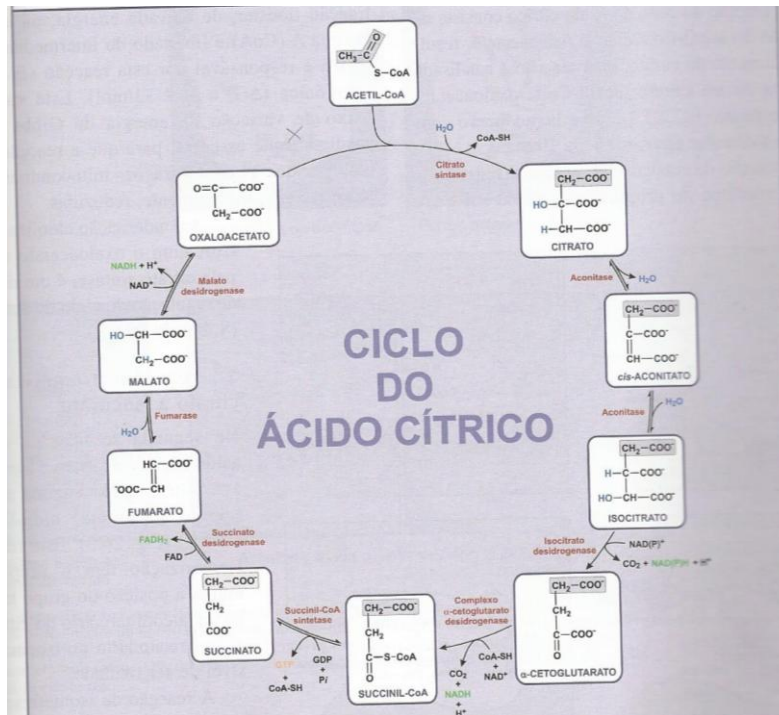 CH₃—C
O
S—CoA
ACETIL-CoA
H₂O
CoA-SH
Citrato
sintase
CH₂—COO⁻
HO—C—COO⁻
H—C—COO⁻
CITRATO
Aconitase
H₂O
CH₂—COO⁻
C—COO⁻
CH—COO⁻
cis-ACONITATO
Aconitase
H₂O
CH₂—COO⁻
H—C—COO⁻
HO—C—COO⁻
ISOCITRATO
Isocitrato
desidrogenase
NAD(P)⁺
CO₂ + NAD(P)H + H⁺
CH₂—COO⁻
CH₂
C—COO⁻
O
α-CETOGLUTARATO
Complexo
α-cetoglutarato
desidrogenase
CoA-SH
+
NAD⁺
CO₂
+
NADH
+
H⁺
CH₂—COO⁻
CH₂
C—S—CoA
O
SUCCINIL-CoA
Succinil-CoA
sintetase
GDP
+
Pi
GTP
+
CoA-SH
CH₂—COO⁻
CH₂
COO⁻
SUCCINATO
Succinato
desidrogenase
FADH₂
FAD
HC—COO⁻
⁻OOC—CH
FUMARATO
Fumarase
H₂O
HO—CH—COO⁻
CH₂—COO⁻
MALATO
Malato
desidrogenase
NADH + H⁺
NAD⁺
O=C—COO⁻
CH₂—COO⁻
OXALOACETATO
CICLO
DO
ÁCIDO CÍTRICO